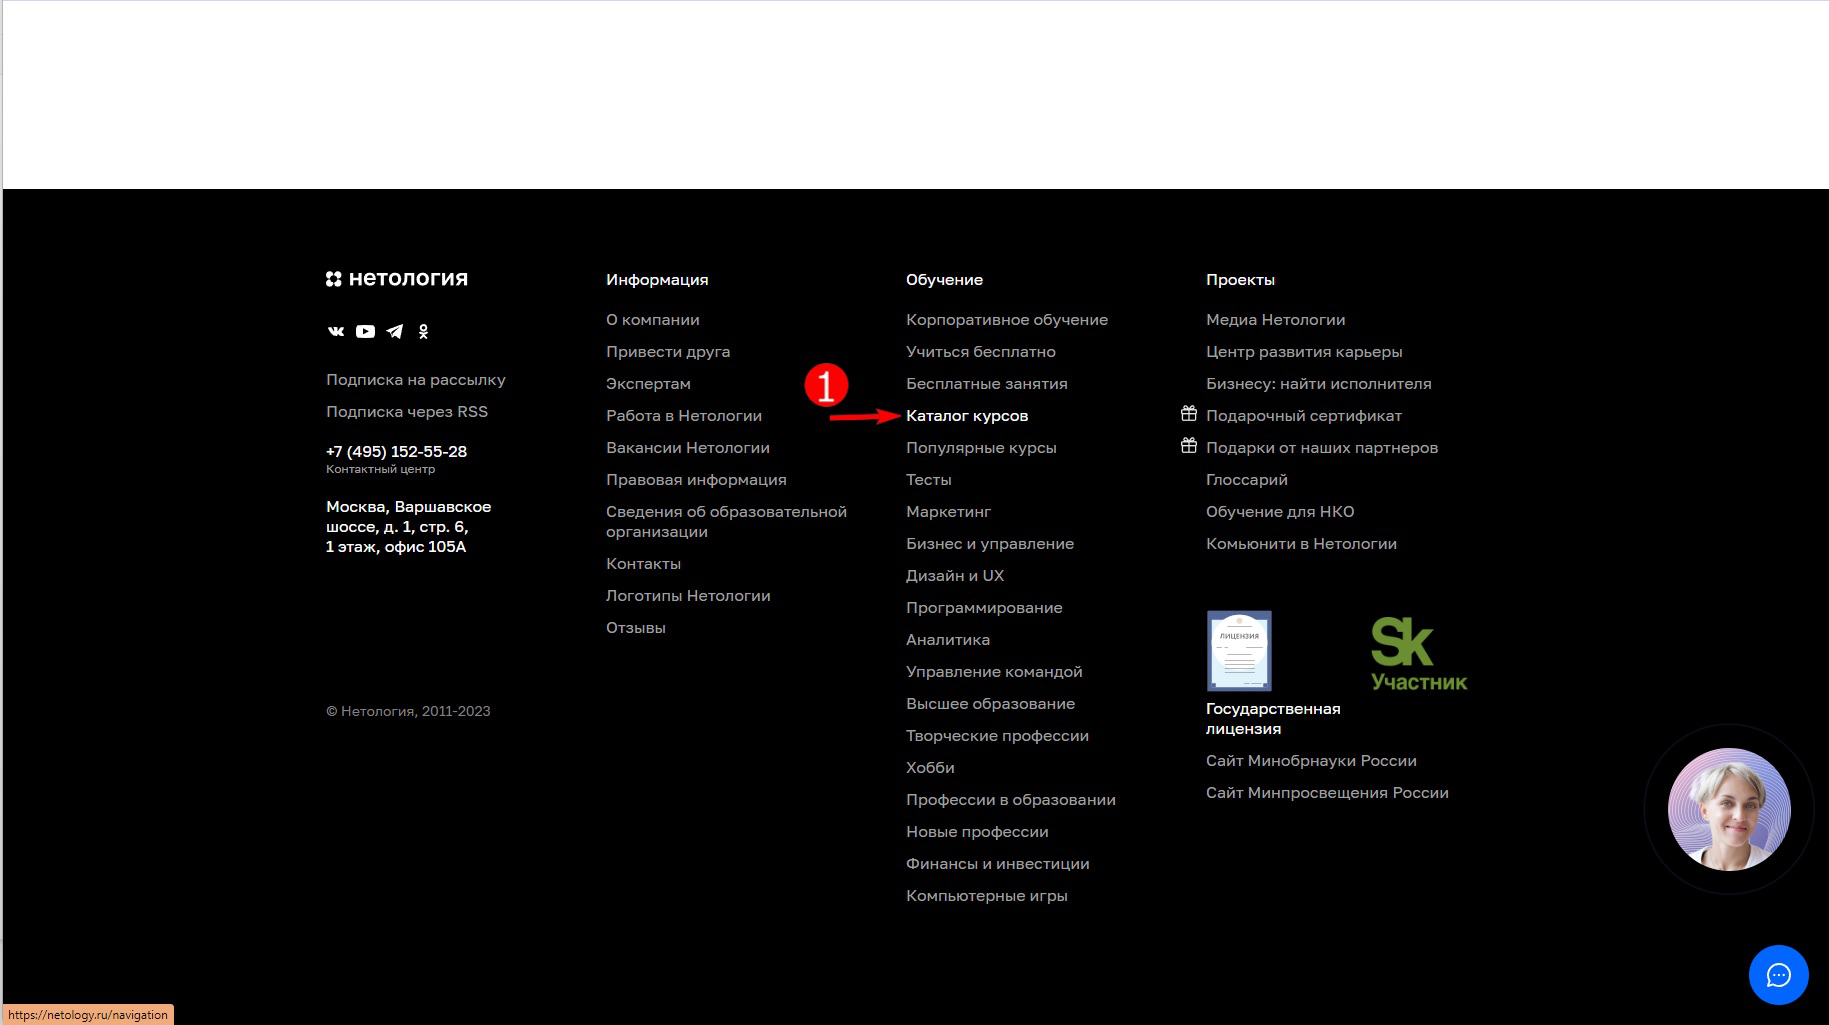 нетология
Подписка на рассылку
Подписка через RSS
+7 (495) 152-55-28
Контактный центр
Москва, Варшавское
шоссе, д. 1, стр. 6,
1 этаж, офис 105А
© Нетология, 2011-2023
Информация
О компании
Привести друга
Экспертам
Работа в Нетологии
Вакансии Нетологии
Правовая информация
Сведения об образовательной
организации
Контакты
Логотипы Нетологии
Отзывы
1
Обучение
Корпоративное обучение
Учиться бесплатно
Бесплатные занятия
Каталог курсов
Популярные курсы
Тесты
Маркетинг
Бизнес и управление
Дизайн и UX
Программирование
Аналитика
Управление командой
Высшее образование
Творческие профессии
Хобби
Профессии в образовании
Новые профессии
Финансы и инвестиции
Компьютерные игры
Проекты
Медиа Нетологии
Центр развития карьеры
Бизнесу: найти исполнителя
Подарочный сертификат
Подарки от наших партнеров
Глоссарий
Обучение для НКО
Комьюнити в Нетологии
ЛИЦЕНЗИЯ
Sk
Участник
Государственная
лицензия
Сайт Минобрнауки России
Сайт Минпросвещения России
https://netology.ru/navigation